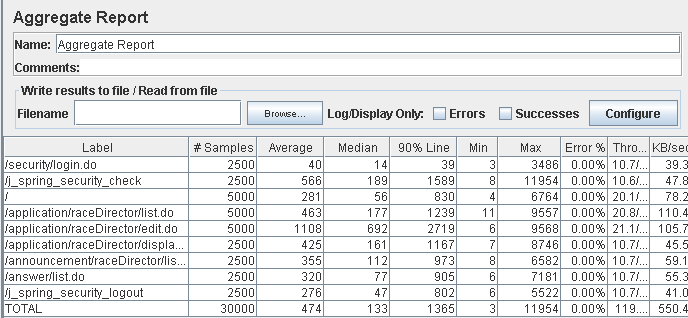 Aggregate Report
Name: Aggregate Report
Comments:
Write results to file / Read from file
Filename Browse... Log/Display Only: Errors Successes Configure
Label # Samples Average Median 90% Line Min Max Error % Thro... KB/sec
/security/login.do 2500 40 14 39 3 3486 0.00% 10.7/... 39.3
/j_spring_security_check 2500 566 189 1589 8 11954 0.00% 10.6/... 47.8
/ 5000 281 56 830 4 6764 0.00% 20.1/... 78.2
/application/raceDirector/list.do 5000 463 177 1239 11 9557 0.00% 20.8/... 110.4
/application/raceDirector/edit.do 5000 1108 692 2719 6 9568 0.00% 21.1/... 105.7
/application/raceDirector/displa... 2500 425 161 1167 7 8746 0.00% 10.7/... 45.5
/announcement/raceDirector/lis... 2500 355 112 973 8 6582 0.00% 10.7/... 59.1
/answer/list.do 2500 320 77 905 6 7181 0.00% 10.7/... 55.3
/j_spring_security_logout 2500 276 47 802 6 5522 0.00% 10.7/... 41.0
TOTAL 30000 474 133 1365 3 11954 0.00% 119.... 550.4